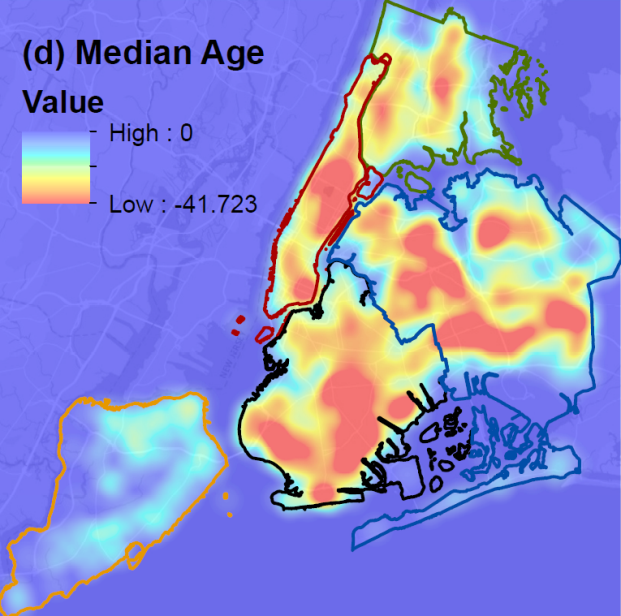 (d) Median Age
Value
High : 0
Low : -41.723